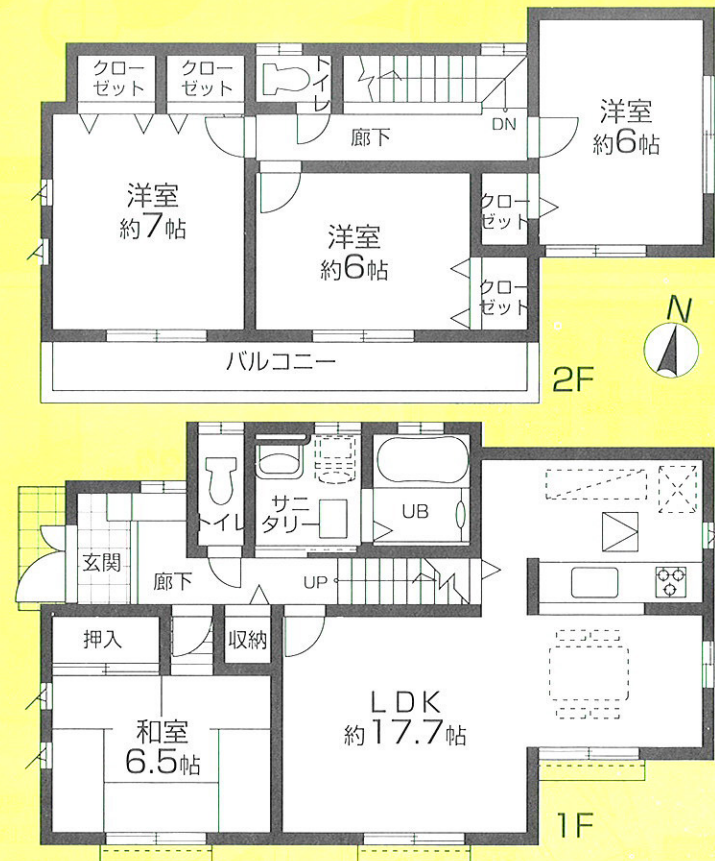 クロー
ゼット
クロー
ゼット
トイレ
廊下
DN
洋室
約6帖
洋室
約7帖
洋室
約6帖
クロー
ゼット
クロー
ゼット
バルコニー
N
2F
トイレ
サニ
タリー
UB
玄関
廊下
UP
押入
収納
LDK
約17.7帖
和室
6.5帖
1F